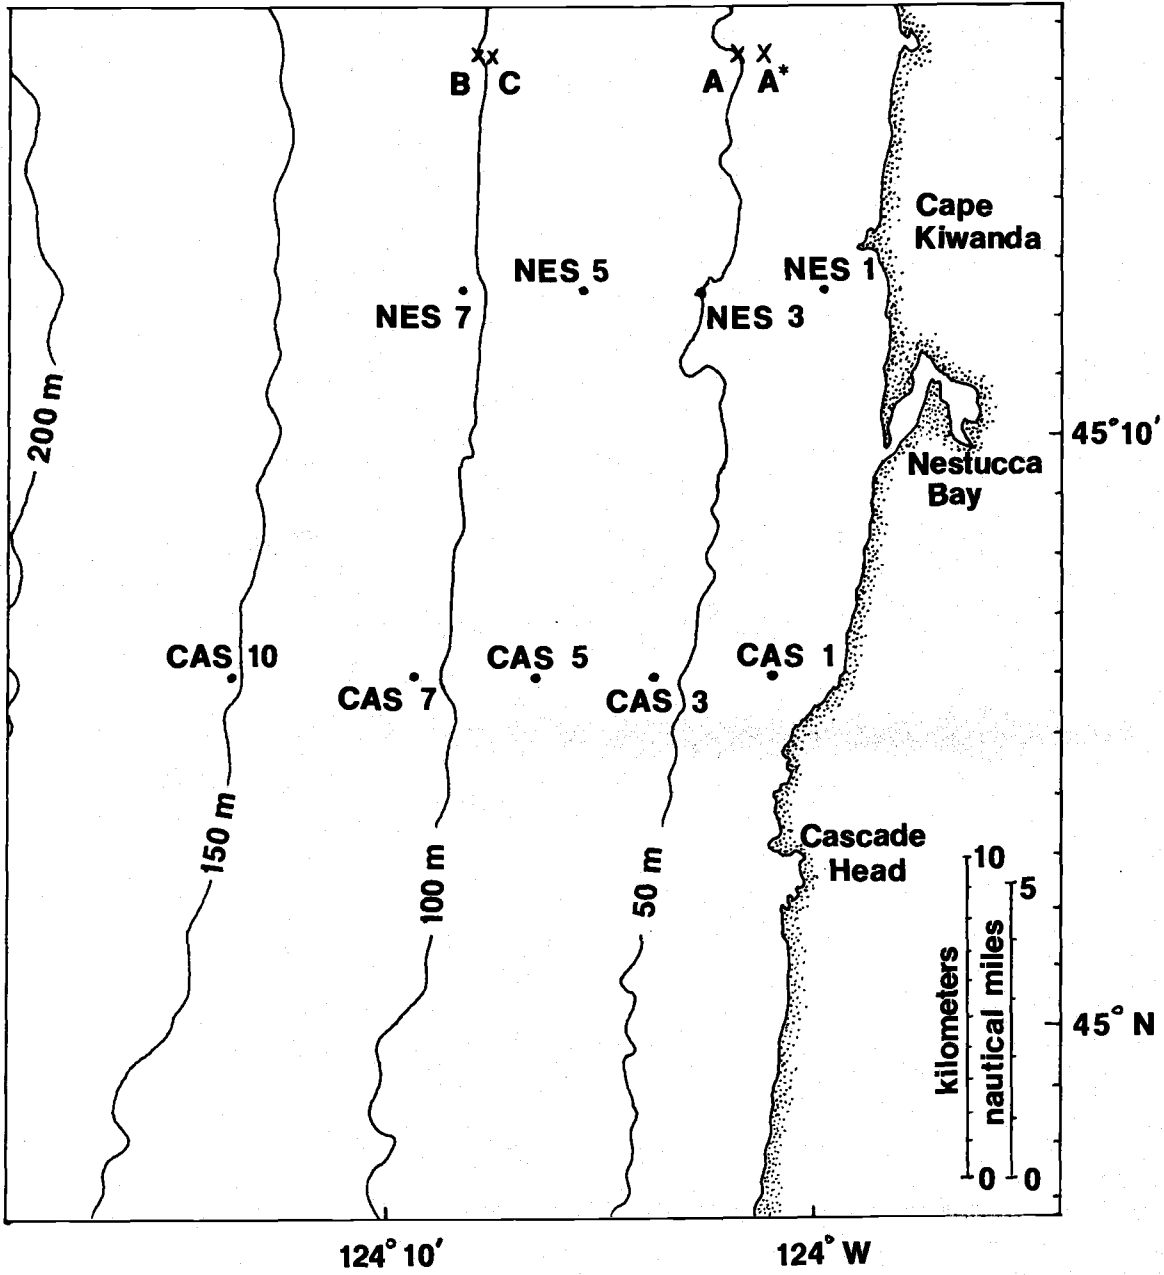 B C
A A*
Cape
Kiwanda
NES 5
NES 1
NES 7
NES 3
200 m
45°10'
Nestucca
Bay
CAS 10
CAS 5
CAS 1
CAS 7
CAS 3
150 m
100 m
50 m
Cascade
Head
10
5
kilometers
nautical miles
45° N
0
0
124° 10'
124° W